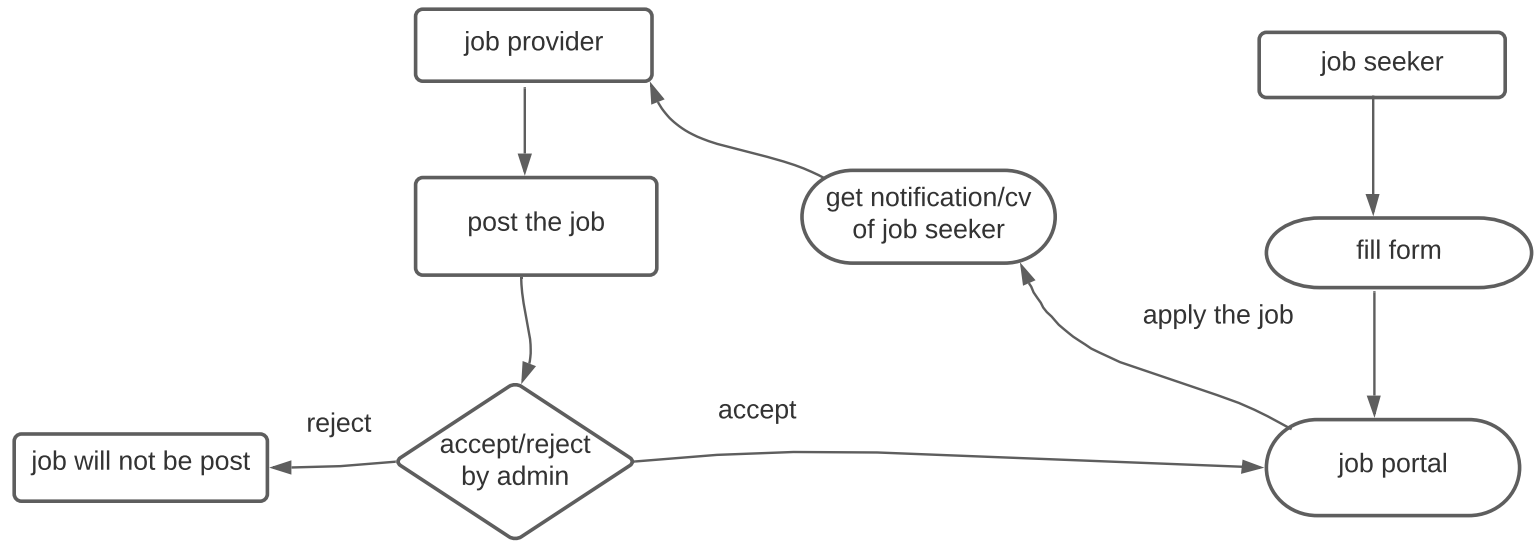 job provider
job seeker
get notification/cv
of job seeker
post the job
fill form
apply the job
accept
reject
accept/reject
by admin
job will not be post
job portal